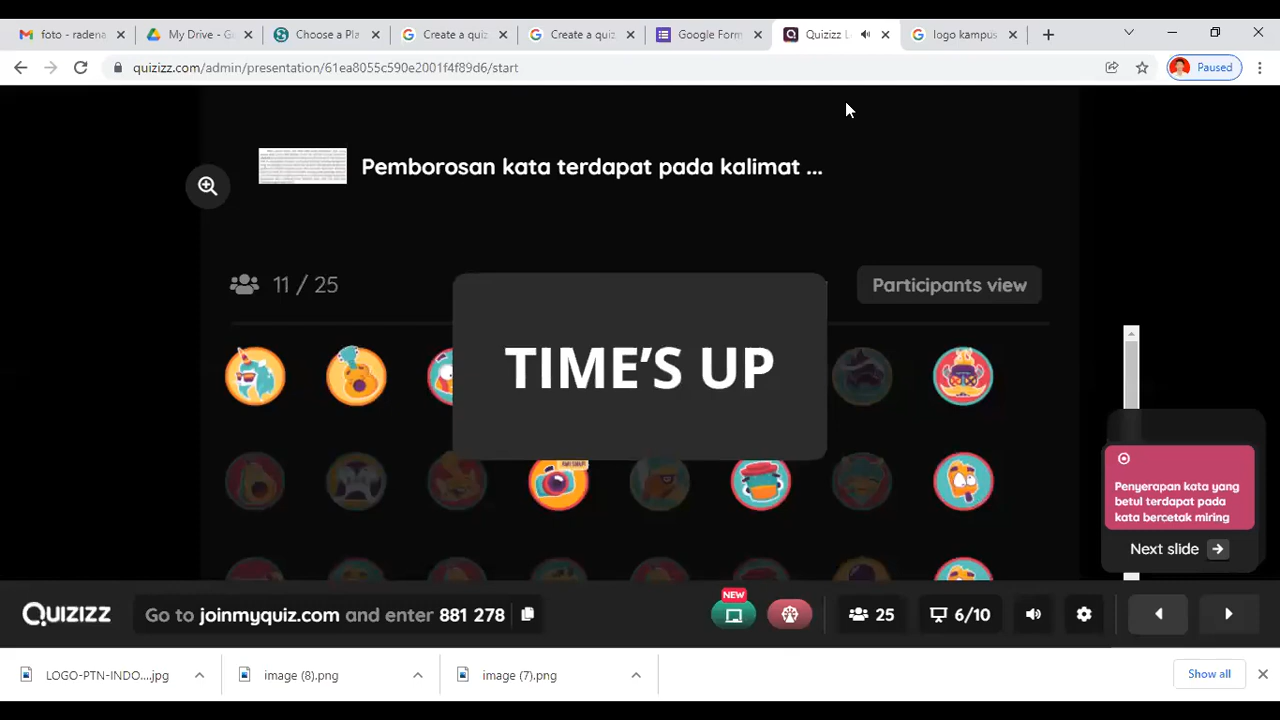 foto - radena
My Drive - G
Choose a Pla
Create a quiz
Create a quiz
Google Form
Quizizz L
logo kampus
quizizz.com/admin/presentation/61ea8055c590e2001f4f89d6/start
Paused
Pemborosan kata terdapat pada kalimat ...
11 / 25
Participants view
TIME'S UP
Penyerapan kata yang
betul terdapat pada
kata bercetak miring
Next slide
Quizizz
Go to joinmyquiz.com and enter 881 278
NEW
25
6/10
LOGO-PTN-INDO....jpg
image (8).png
image (7).png
Show all